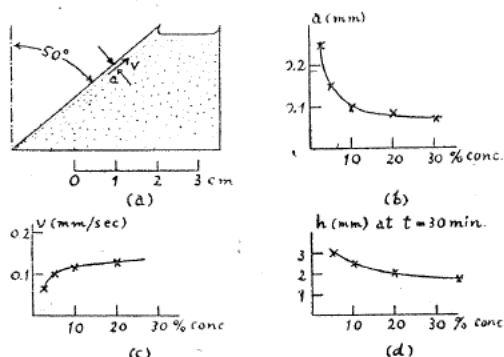 50°
v
a
0 1 2 3 cm
(a)
a (mm)
0.2
0.1
10 20 30 % conc.
(b)
v (mm/sec)
0.2
0.1
10 20 30 % conc
(c)
h (mm) at t = 30 min.
3
2
1
10 20 30 % conc.
(d)